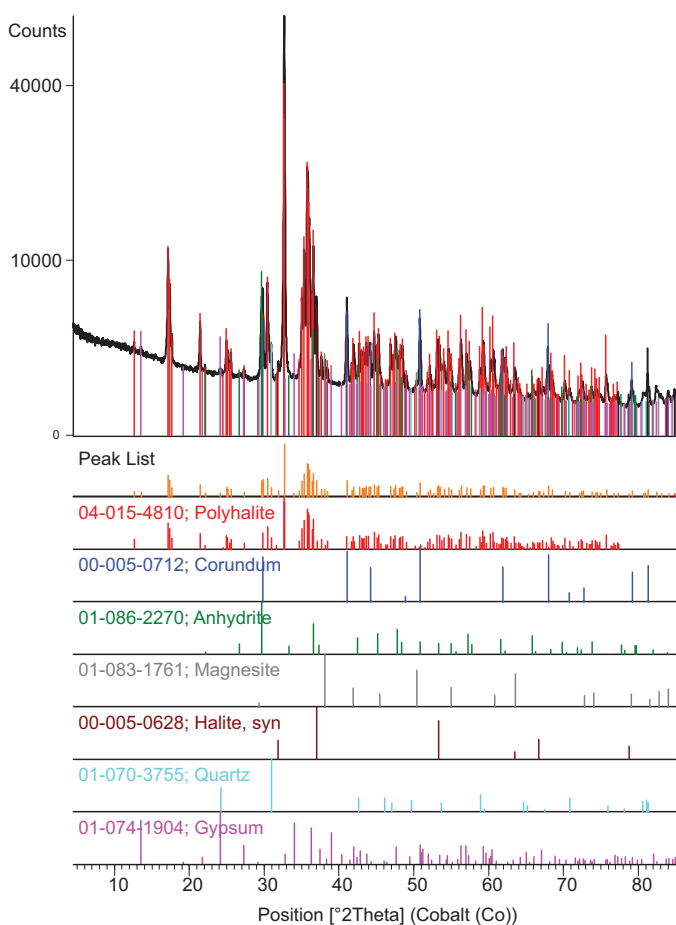 Counts
40000
10000
0
Peak List
04-015-4810; Polyhalite
00-005-0712; Corundum
01-086-2270; Anhydrite
01-083-1761; Magnesite
00-005-0628; Halite, syn
01-070-3755; Quartz
01-074-1904; Gypsum
10 20 30 40 50 60 70 80
Position [°2Theta] (Cobalt (Co))